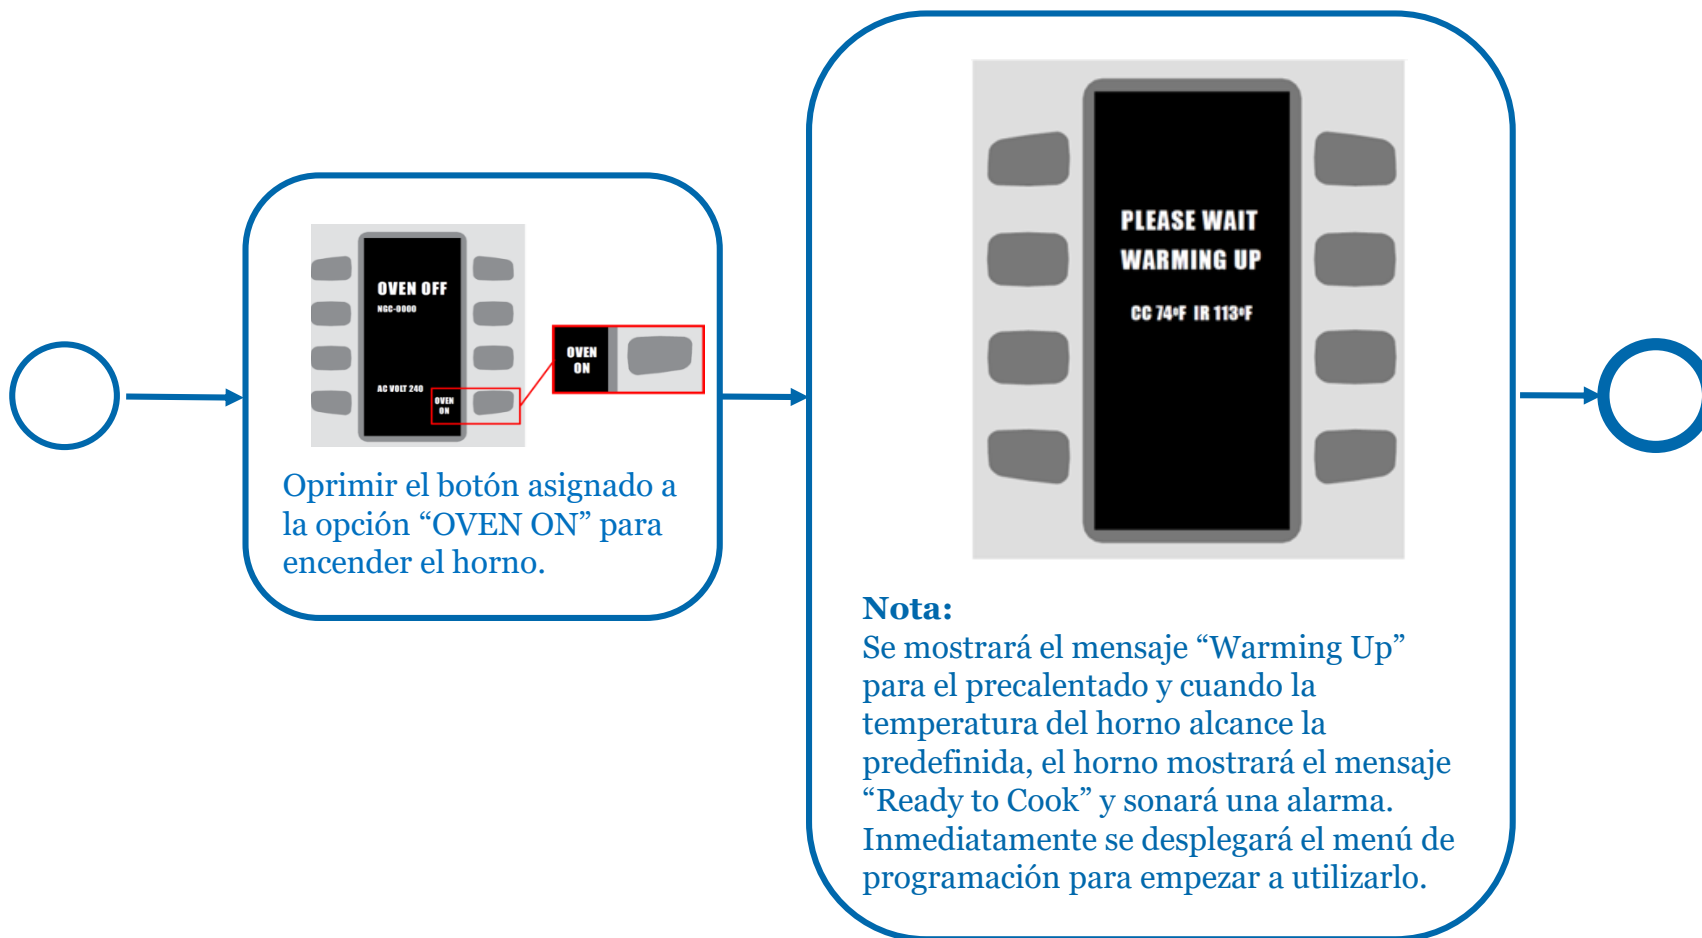 OVEN OFF
NGC-0000
AC VOLT 240
OVEN
ON
OVEN
ON
Oprimir el botón asignado a
la opción “OVEN ON” para
encender el horno.
PLEASE WAIT
WARMING UP
CC 74°F IR 113°F
Nota:
Se mostrará el mensaje “Warming Up”
para el precalentado y cuando la
temperatura del horno alcance la
predefinida, el horno mostrará el mensaje
“Ready to Cook” y sonará una alarma.
Inmediatamente se desplegará el menú de
programación para empezar a utilizarlo.